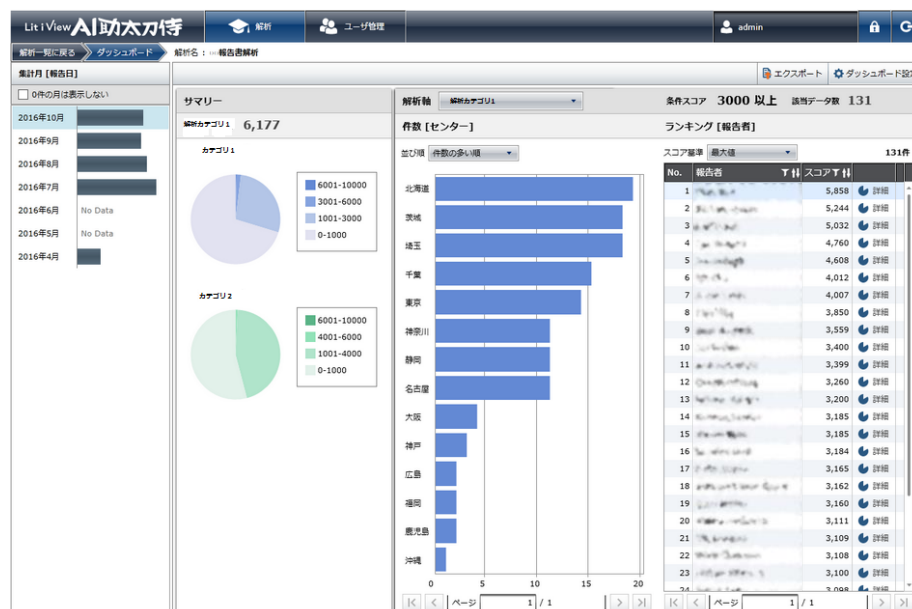 Lit i View AI助太刀侍
解析
ユーザ管理
admin
解析一覧に戻る
ダッシュボード
解析名：
報告書解析
集計月 [報告日]
エクスポート
ダッシュボード設
0件の月は表示しない
2016年10月
2016年9月
2016年8月
2016年7月
2016年6月 No Data
2016年5月 No Data
2016年4月
サマリー
解析カテゴリ1 6,177
カテゴリ1
6001-10000
3001-6000
1001-3000
0-1000
カテゴリ2
6001-10000
4001-6000
1001-4000
0-1000
解析軸 解析カテゴリ1
件数 [センター]
並び順 件数の多い順
北海道
茨城
埼玉
千葉
東京
神奈川
静岡
名古屋
大阪
神戸
広島
福岡
鹿児島
沖縄
0 5 10 15 20
ページ 1 / 1
条件スコア 3000 以上 該当データ数 131
ランキング [報告者]
スコア基準 最大値 131件
No. 報告者 スコア
1 5,858 詳細
2 5,244 詳細
3 5,032 詳細
4 4,760 詳細
5 4,608 詳細
6 4,012 詳細
7 4,007 詳細
8 3,850 詳細
9 3,559 詳細
10 3,400 詳細
11 3,399 詳細
12 3,260 詳細
13 3,200 詳細
14 3,185 詳細
15 3,185 詳細
16 3,184 詳細
17 3,165 詳細
18 3,162 詳細
19 3,160 詳細
20 3,111 詳細
21 3,109 詳細
22 3,108 詳細
23 3,100 詳細
24 3,098 詳細
ページ 1 / 1